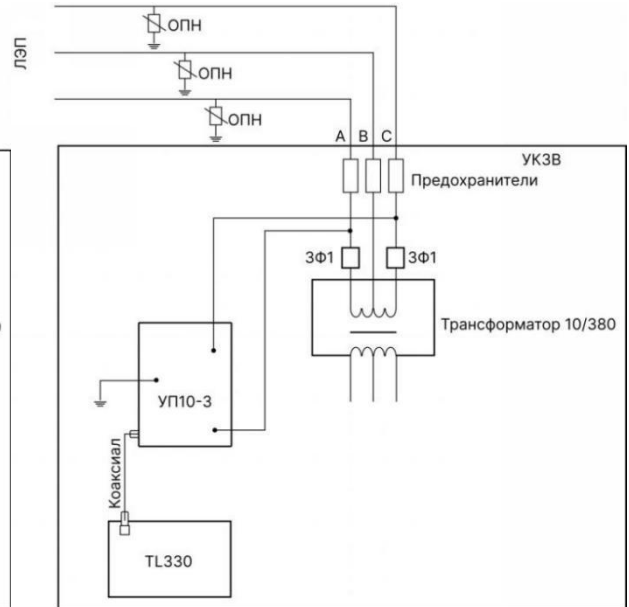 ОПН
ЛЭП
ОПН
ОПН
A B C
УКЗВ
Предохранители
ЗФ1 ЗФ1
Трансформатор 10/380
УП10-3
Коаксиал
TL330